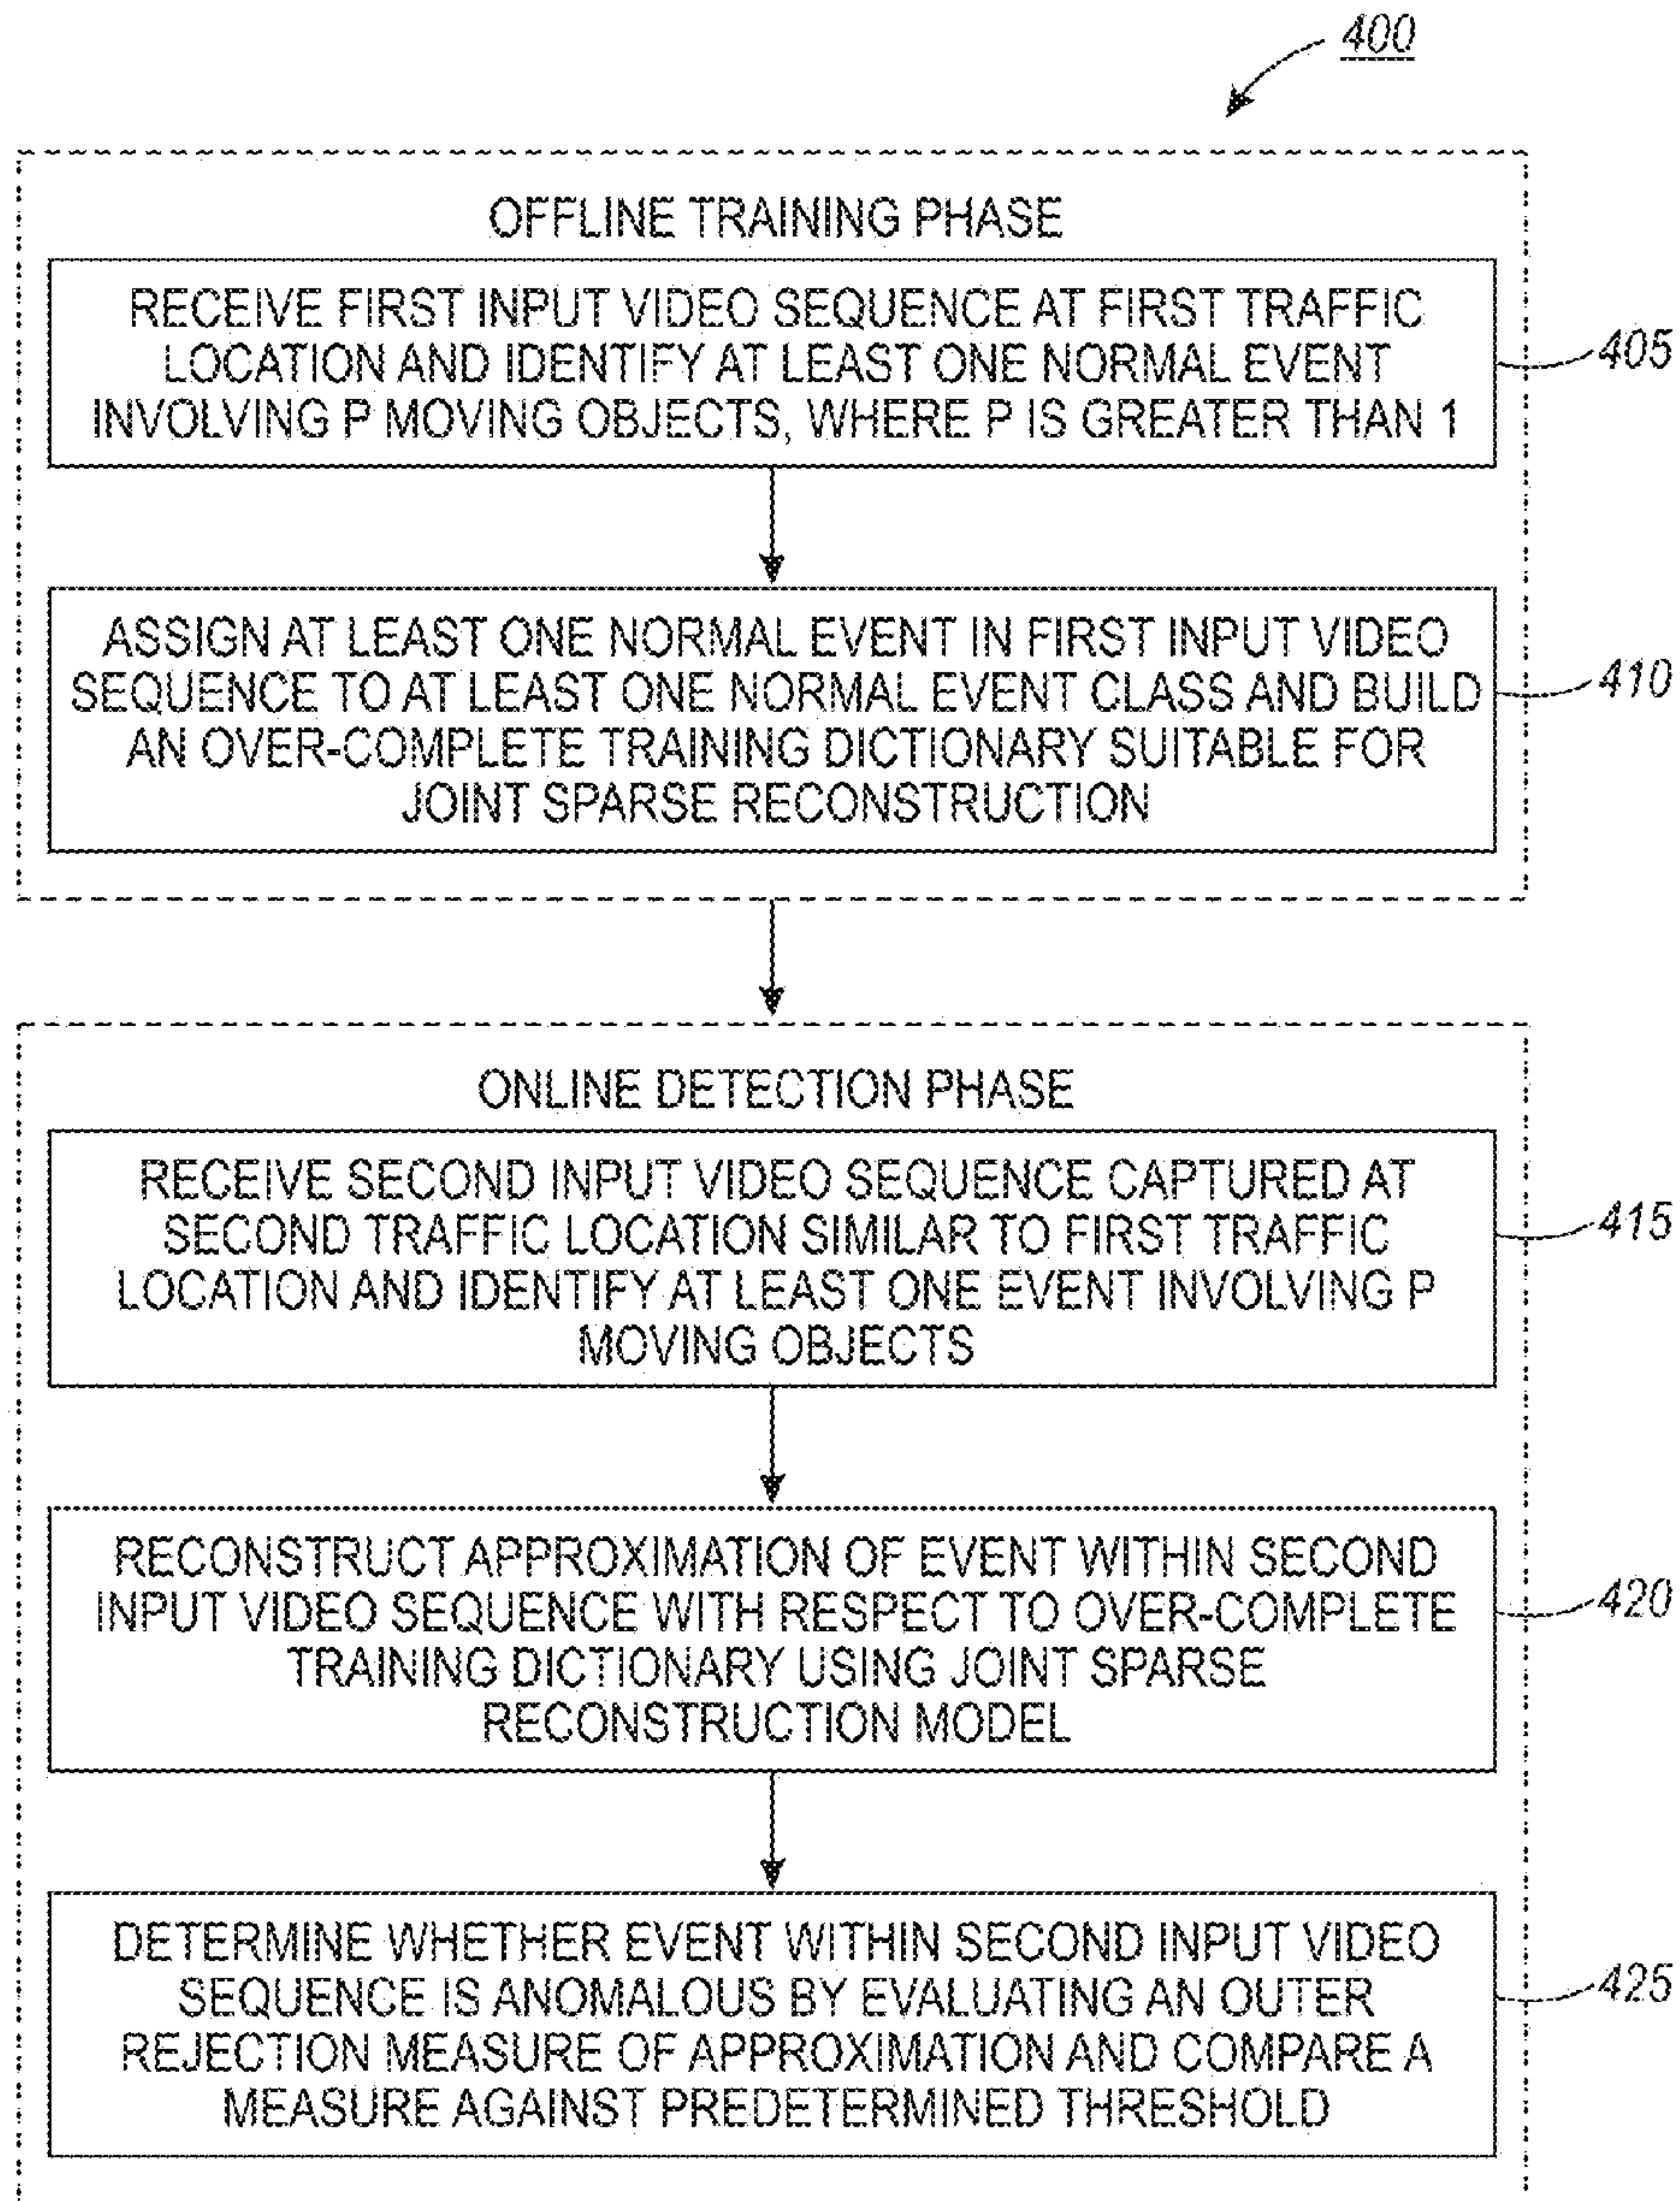 400
OFFLINE TRAINING PHASE
RECEIVE FIRST INPUT VIDEO SEQUENCE AT FIRST TRAFFIC
LOCATION AND IDENTIFY AT LEAST ONE NORMAL EVENT
INVOLVING P MOVING OBJECTS, WHERE P IS GREATER THAN 1
405
ASSIGN AT LEAST ONE NORMAL EVENT IN FIRST INPUT VIDEO
SEQUENCE TO AT LEAST ONE NORMAL EVENT CLASS AND BUILD
AN OVER-COMPLETE TRAINING DICTIONARY SUITABLE FOR
JOINT SPARSE RECONSTRUCTION
410
ONLINE DETECTION PHASE
RECEIVE SECOND INPUT VIDEO SEQUENCE CAPTURED AT
SECOND TRAFFIC LOCATION SIMILAR TO FIRST TRAFFIC
LOCATION AND IDENTIFY AT LEAST ONE EVENT INVOLVING P
MOVING OBJECTS
415
RECONSTRUCT APPROXIMATION OF EVENT WITHIN SECOND
INPUT VIDEO SEQUENCE WITH RESPECT TO OVER-COMPLETE
TRAINING DICTIONARY USING JOINT SPARSE
RECONSTRUCTION MODEL
420
DETERMINE WHETHER EVENT WITHIN SECOND INPUT VIDEO
SEQUENCE IS ANOMALOUS BY EVALUATING AN OUTER
REJECTION MEASURE OF APPROXIMATION AND COMPARE A
MEASURE AGAINST PREDETERMINED THRESHOLD
425